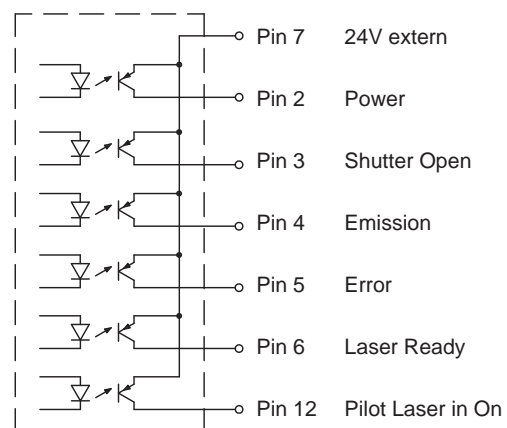 Pin 7 24V extern
Pin 2 Power
Pin 3 Shutter Open
Pin 4 Emission
Pin 5 Error
Pin 6 Laser Ready
Pin 12 Pilot Laser in On